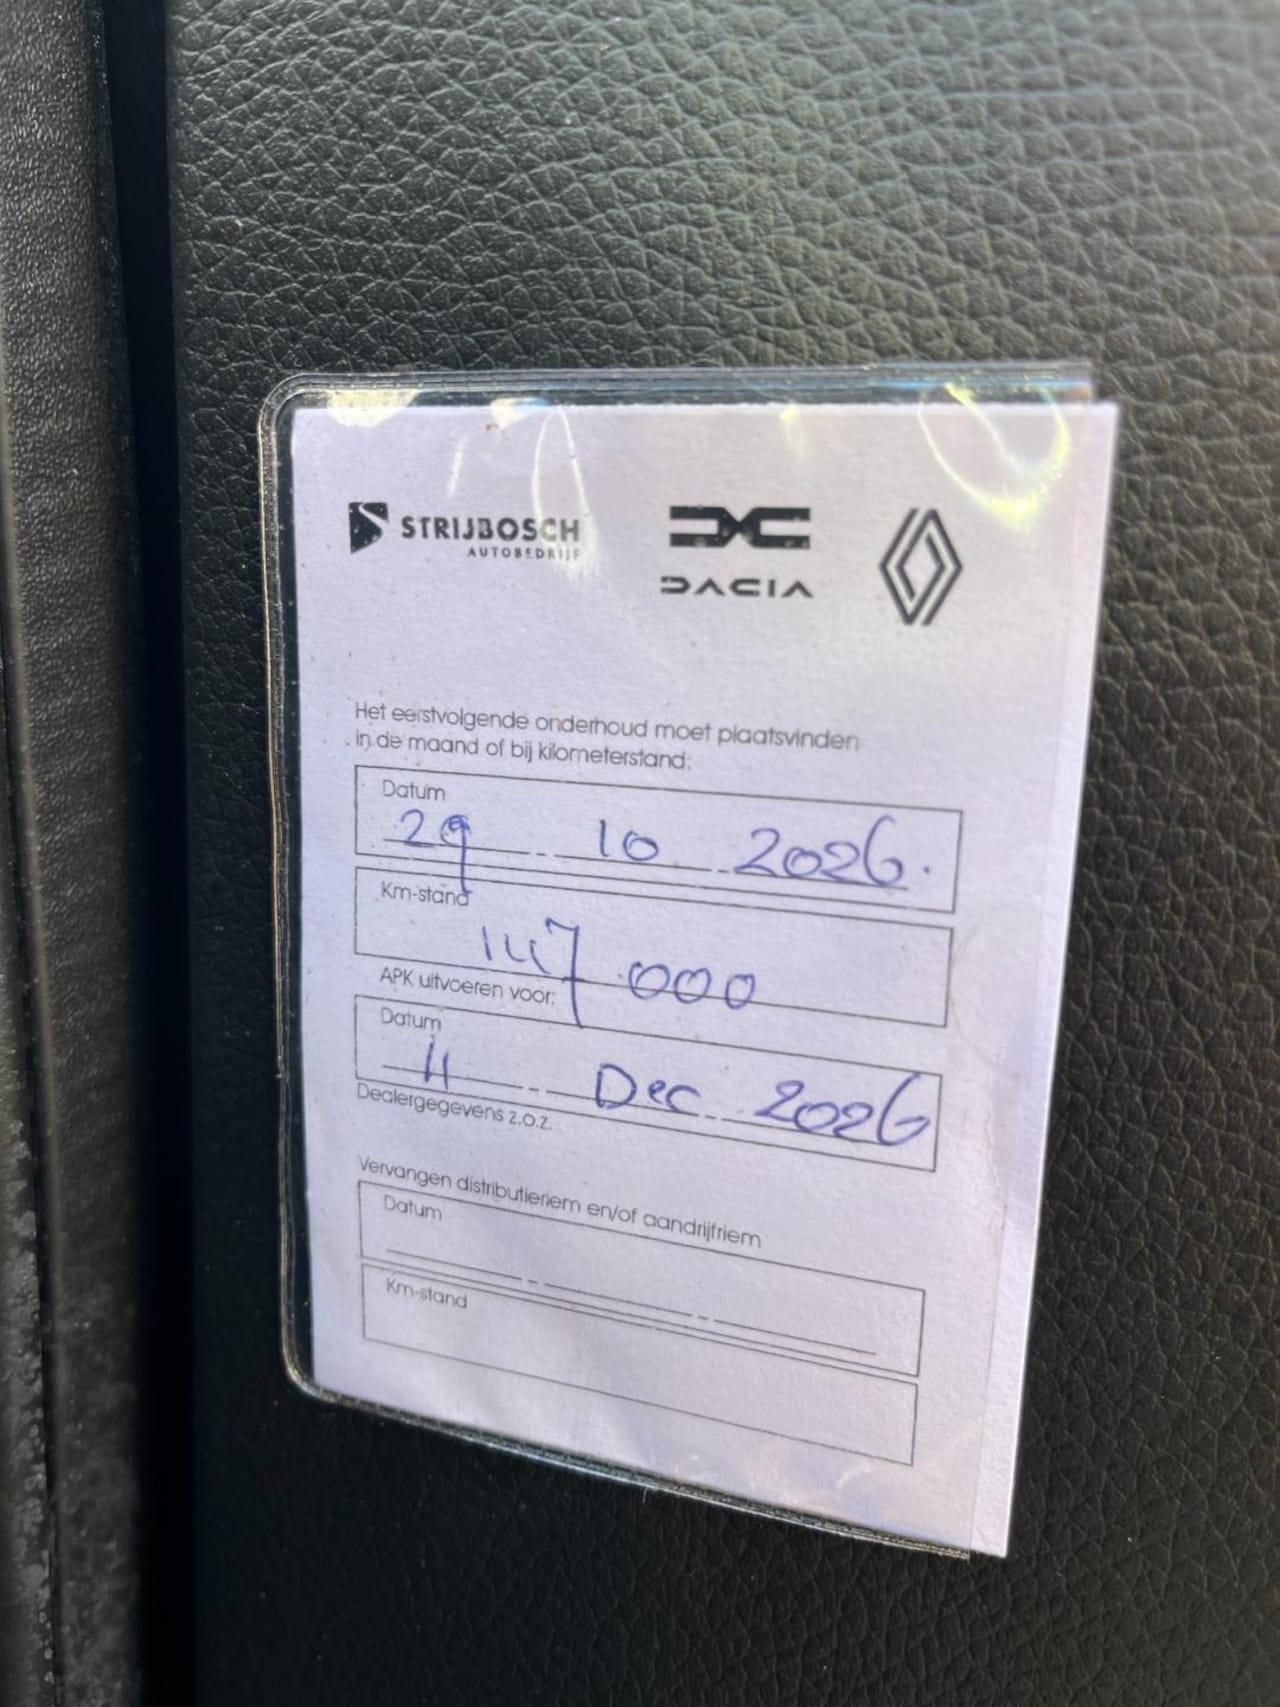 STRIJBOSCH
AUTOBEDRIJF
DACIA
Het eerstvolgende onderhoud moet plaatsvinden
in de maand of bij kilometerstand:
Datum
29 10 2026.
Km-stand
147 000
APK uitvoeren voor:
Datum
11 Dec 2026
Dealergegevens z.o.z.
Vervangen distributieriem en/of aandrijfriem
Datum
Km-stand